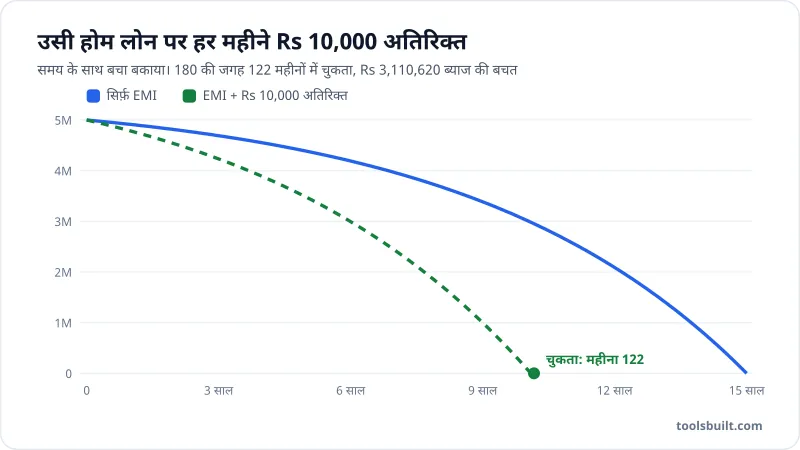 उसी होम लोन पर हर महीने Rs 10,000 अतिरिक्त
समय के साथ बचा बकाया। 180 की जगह 122 महीनों में चुकता, Rs 3,110,620 ब्याज की बचत
सिर्फ़ EMI
EMI + Rs 10,000 अतिरिक्त
5M
4M
3M
2M
1M
0
चुकता: महीना 122
0
3 साल
6 साल
9 साल
12 साल
15 साल
toolsbuilt.com